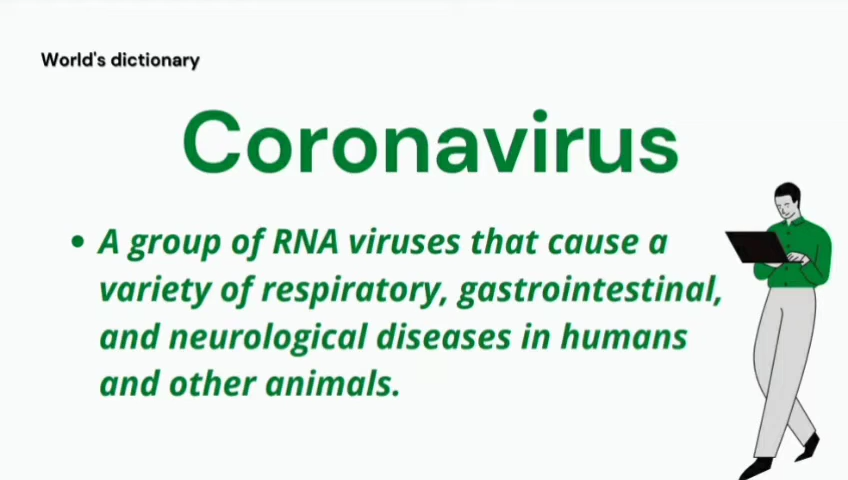 World's dictionary
Coronavirus
• A group of RNA viruses that cause a
variety of respiratory, gastrointestinal,
and neurological diseases in humans
and other animals.